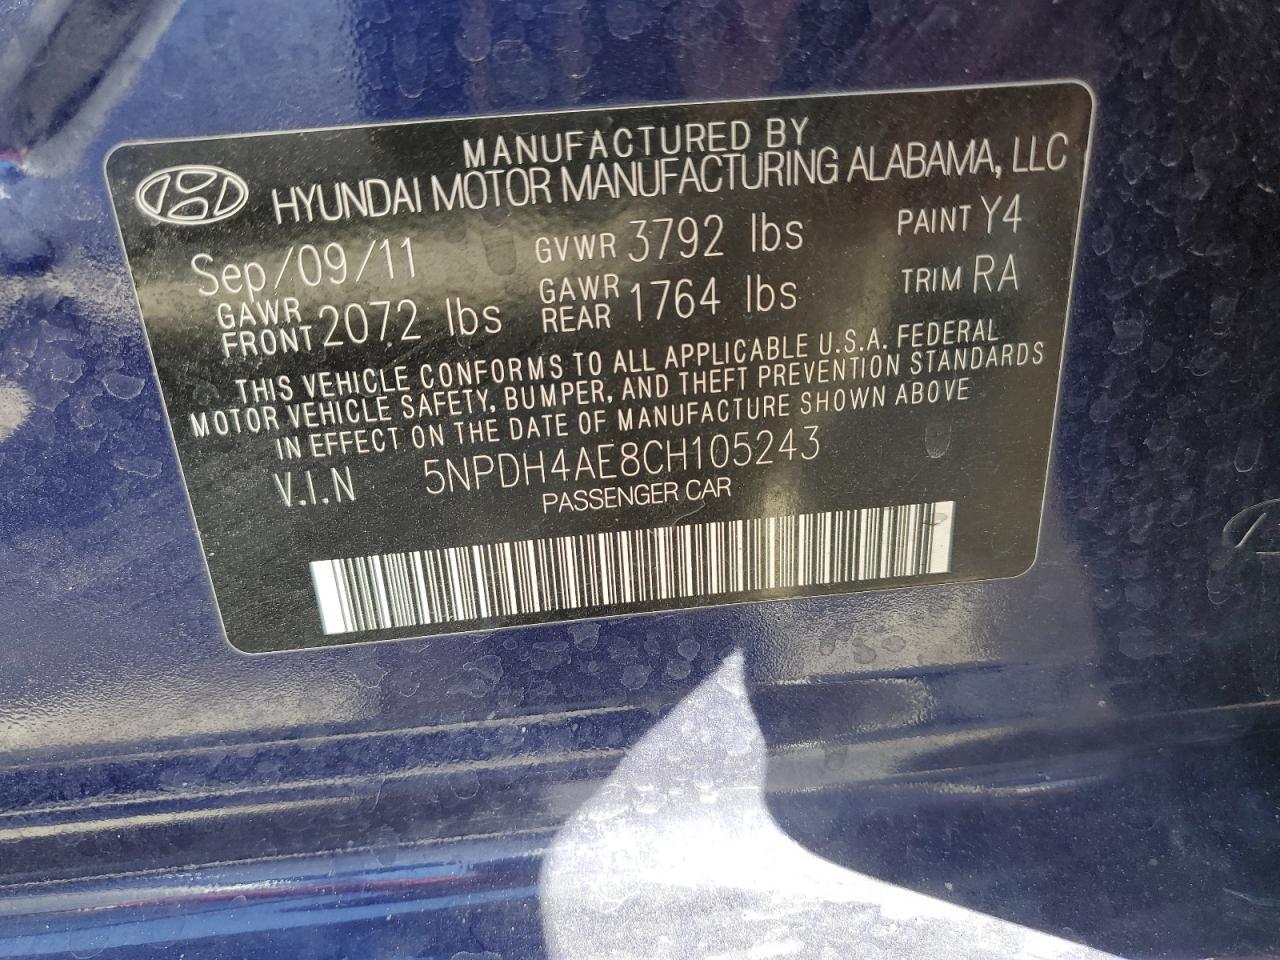 MANUFACTURED BY
HYUNDAI MOTOR MANUFACTURING ALABAMA, LLC
Sep/09/11 GVWR 3792 lbs PAINT Y4
GAWR FRONT 2072 lbs GAWR REAR 1764 lbs TRIM RA
THIS VEHICLE CONFORMS TO ALL APPLICABLE U.S.A. FEDERAL
MOTOR VEHICLE SAFETY, BUMPER, AND THEFT PREVENTION STANDARDS
IN EFFECT ON THE DATE OF MANUFACTURE SHOWN ABOVE
V.I.N 5NPDH4AE8CH105243
PASSENGER CAR